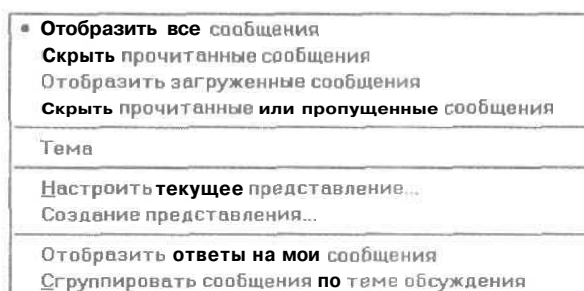 Отобразить все сообщения
Скрыть прочитанные сообщения
Отобразить загруженные сообщения
Скрыть прочитанные или пропущенные сообщения
Тема
Настроить текущее представление...
Создание представления...
Отобразить ответы на мои сообщения
Сгруппировать сообщения по теме обсуждения